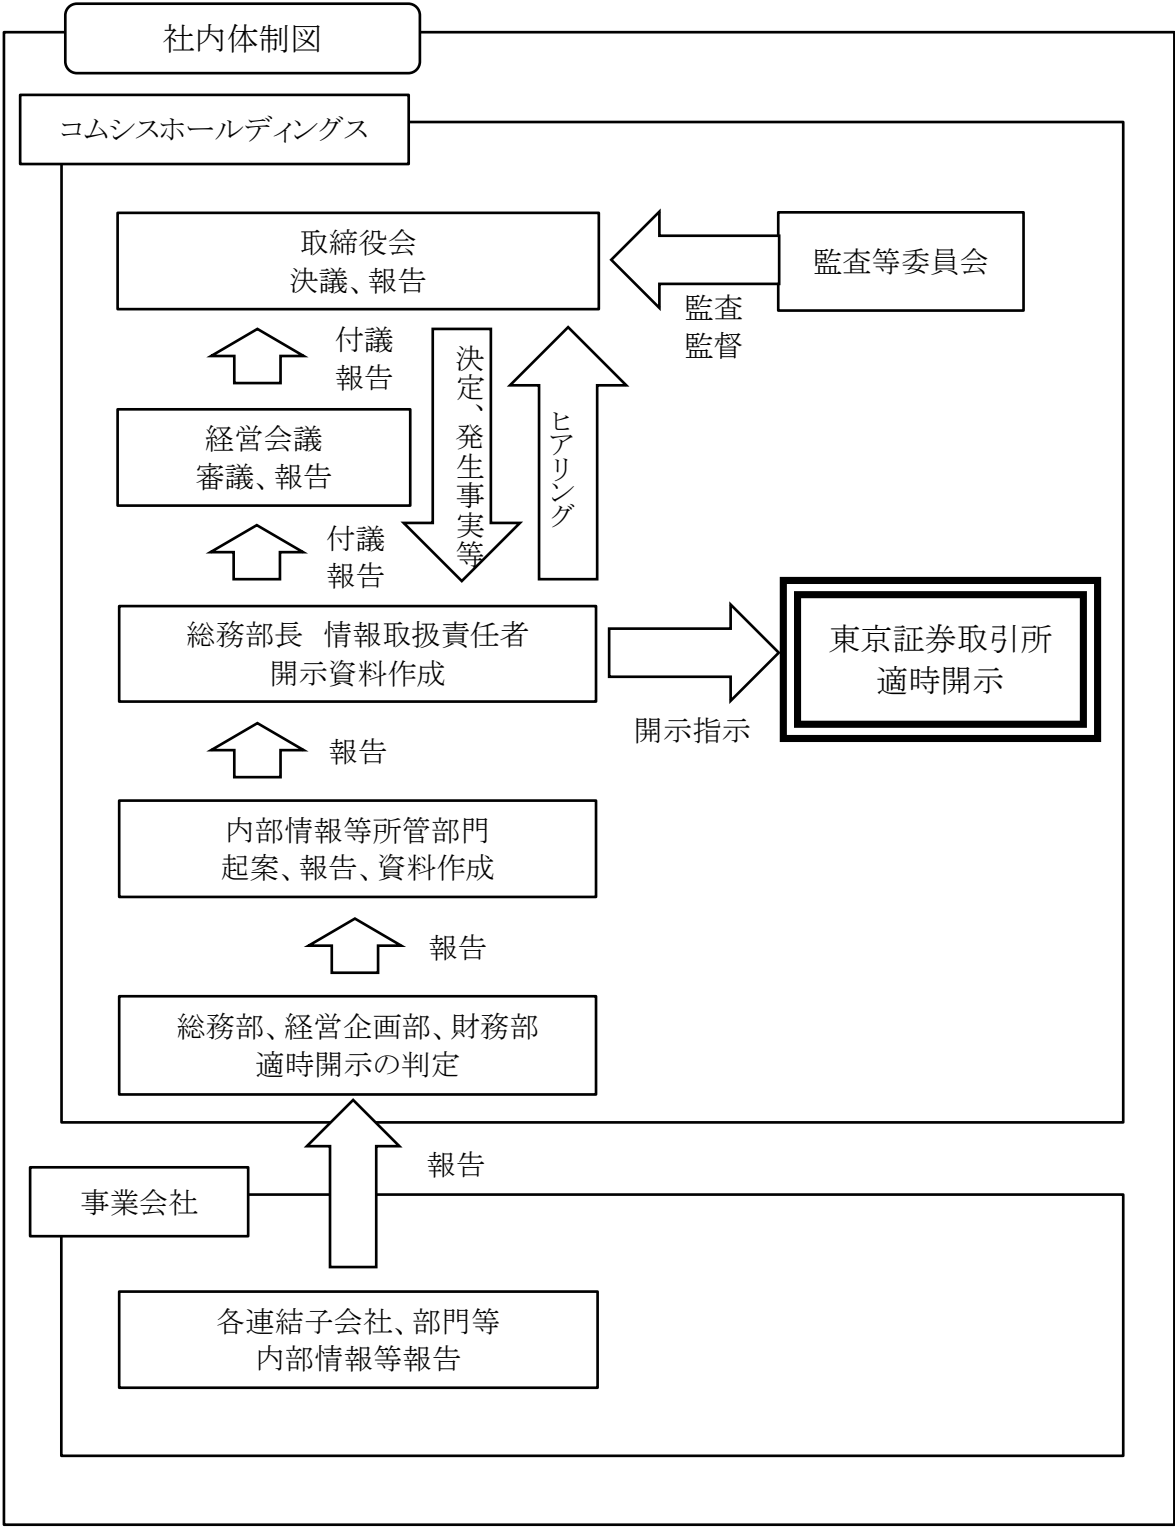 社内体制図
コムシスホールディングス
取締役会
決議、報告
監査等委員会
監査
監督
付議
報告
決定、発生事実等
ヒアリング
経営会議
審議、報告
付議
報告
総務部長　情報取扱責任者
開示資料作成
東京証券取引所
適時開示
開示指示
報告
内部情報等所管部門
起案、報告、資料作成
報告
総務部、経営企画部、財務部
適時開示の判定
報告
事業会社
各連結子会社、部門等
内部情報等報告